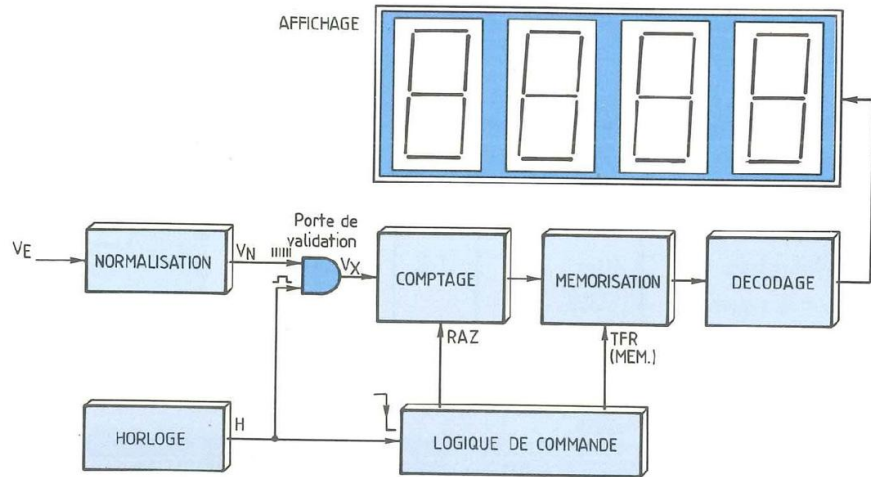 AFFICHAGE
Porte de
validation
VE
NORMALISATION
VN
VX
COMPTAGE
MEMORISATION
DECODAGE
RAZ
TFR
(MEM.)
HORLOGE
H
LOGIQUE DE COMMANDE